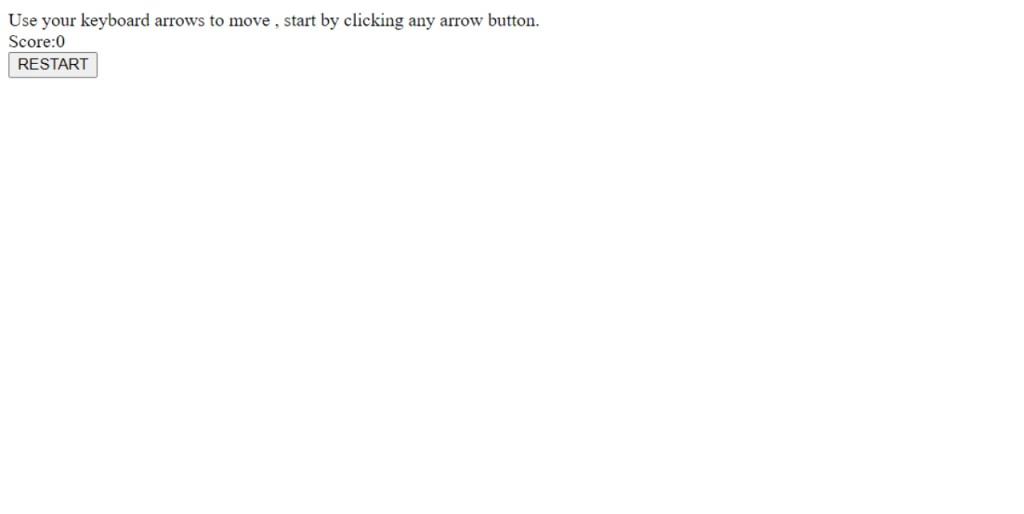 Use your keyboard arrows to move , start by clicking any arrow button.
Score:0
RESTART